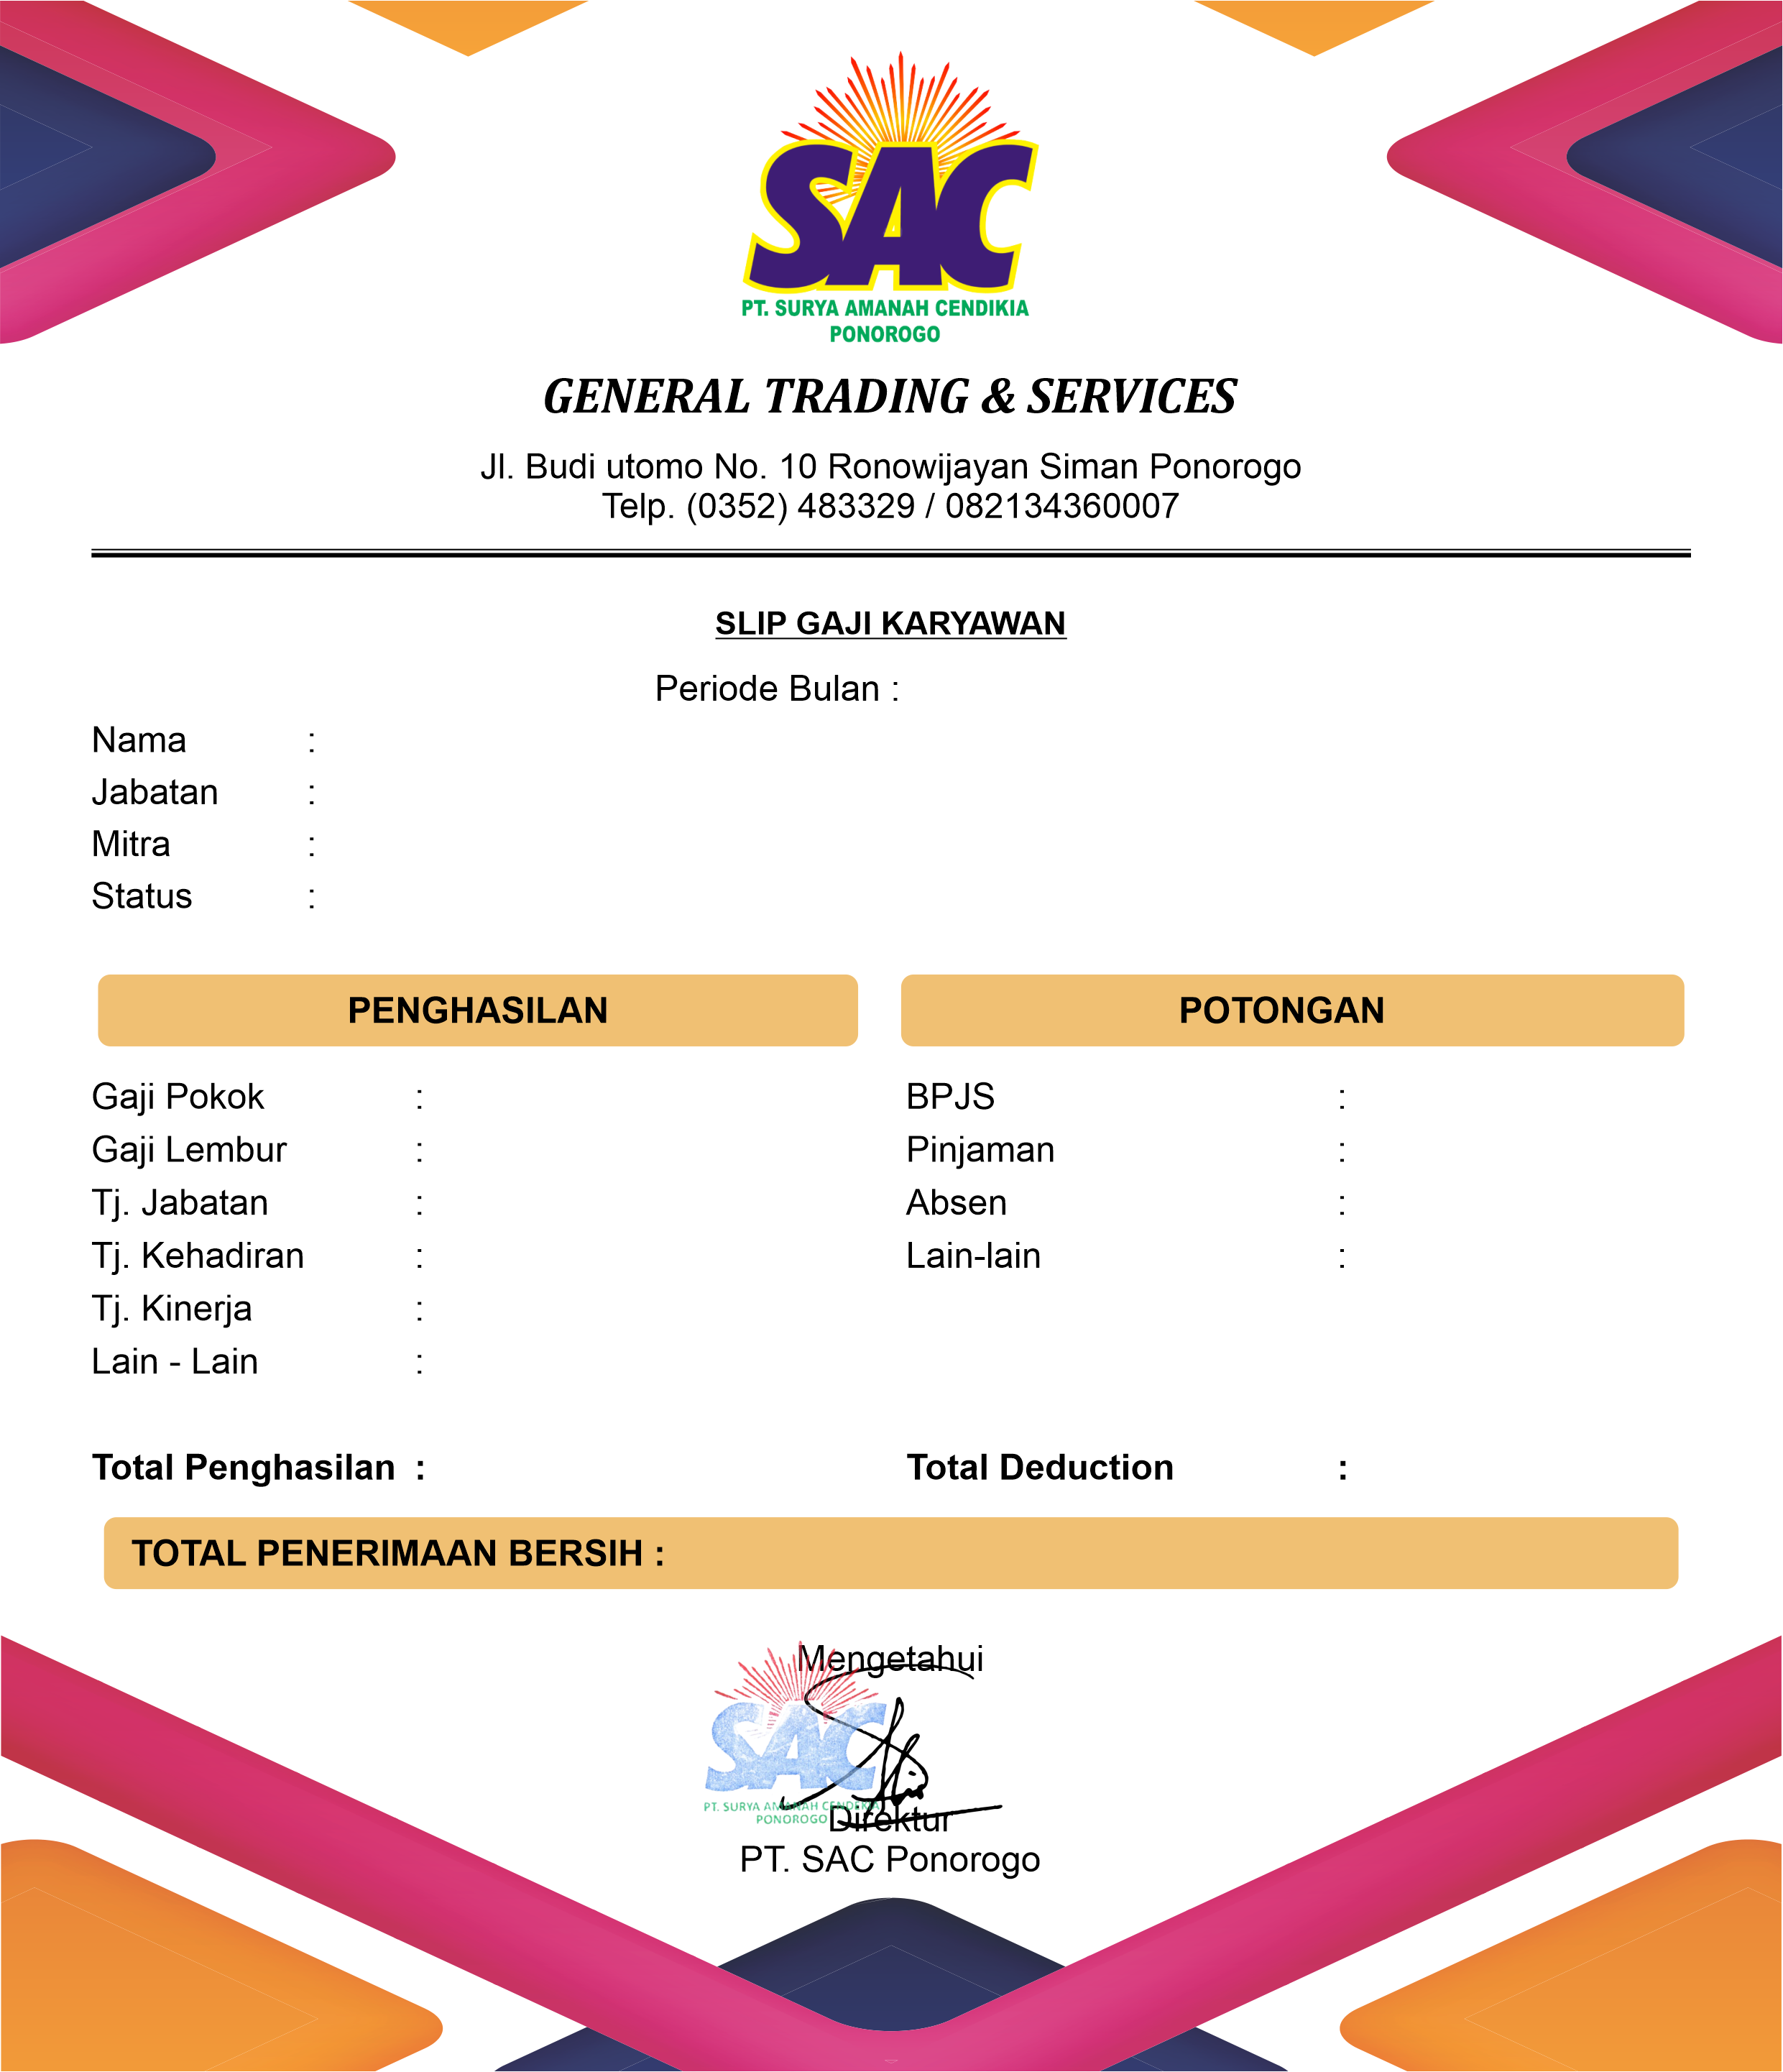 SAC
PT. SURYA AMANAH CENDIKIA
PONOROGO
GENERAL TRADING & SERVICES
Jl. Budi utomo No. 10 Ronowijayan Siman Ponorogo
Telp. (0352) 483329 / 082134360007
SLIP GAJI KARYAWAN
Periode Bulan :
Nama :
Jabatan :
Mitra :
Status :
PENGHASILAN
POTONGAN
Gaji Pokok :
BPJS :
Gaji Lembur :
Pinjaman :
Tj. Jabatan :
Absen :
Tj. Kehadiran :
Lain-lain :
Tj. Kinerja :
Lain - Lain :
Total Penghasilan :
Total Deduction :
TOTAL PENERIMAAN BERSIH :
Mengetahui
SAC
PT. SURYA AMANAH CENDEKIA
PONOROGO
Direktur
PT. SAC Ponorogo